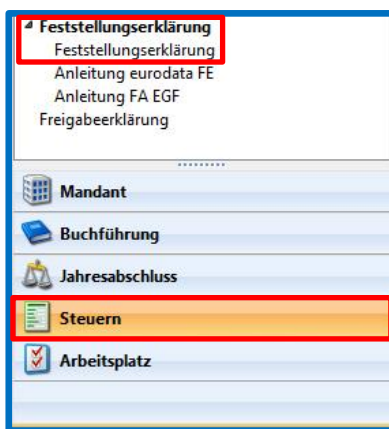 Feststellungserklärung
Feststellungserklärung
Anleitung eurodata FE
Anleitung FA EGF
Freigabeerklärung
Mandant
Buchführung
Jahresabschluss
Steuern
Arbeitsplatz